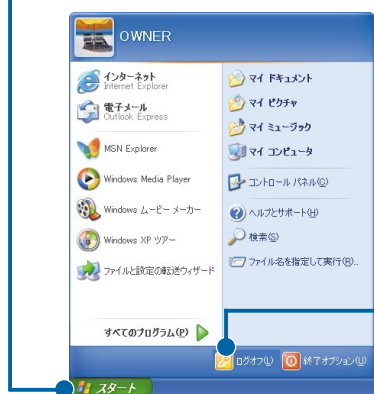 OWNER
インターネット
Internet Explorer
電子メール
Outlook Express
MSN Explorer
Windows Media Player
Windows ムービー メーカー
Windows XP ツアー
ファイルと設定の転送ウィザード
すべてのプログラム(P)
マイ ドキュメント
マイ ピクチャ
マイ ミュージック
マイ コンピュータ
コントロール パネル(C)
ヘルプとサポート(H)
検索(S)
ファイル名を指定して実行(R)...
ログオフ(L)
終了オプション(U)
スタート